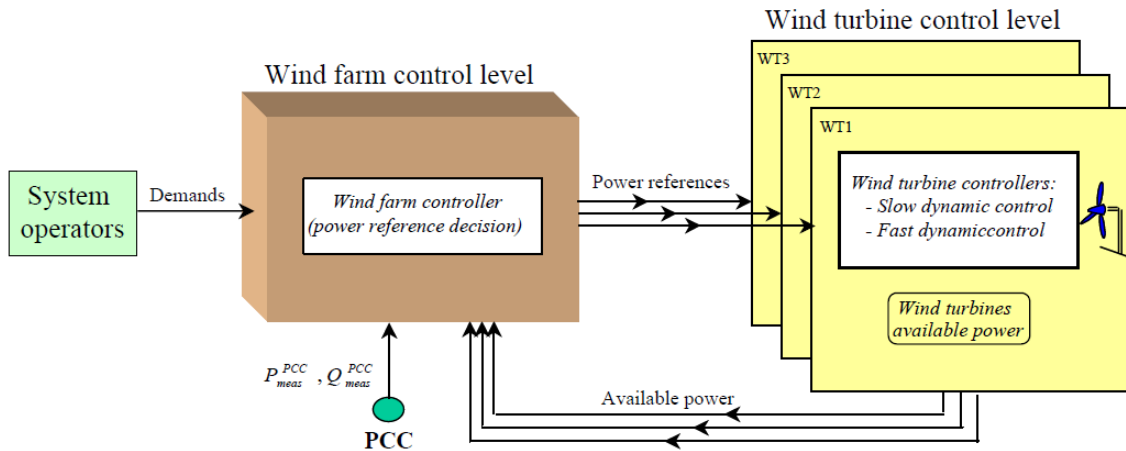 Wind turbine control level
Wind farm control level
WT3
WT2
WT1
System
operators
Demands
Wind farm controller
(power reference decision)
Power references
Wind turbine controllers:
- Slow dynamic control
- Fast dynamiccontrol
Wind turbines
available power
P meas PCC , Q meas PCC
PCC
Available power